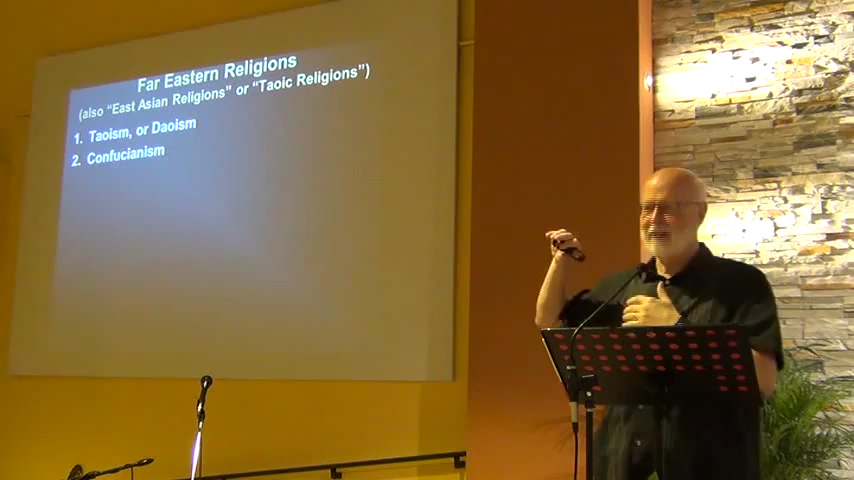 Far Eastern Religions
(also “East Asian Religions” or “Taoic Religions”)
1. Taoism, or Daoism
2. Confucianism